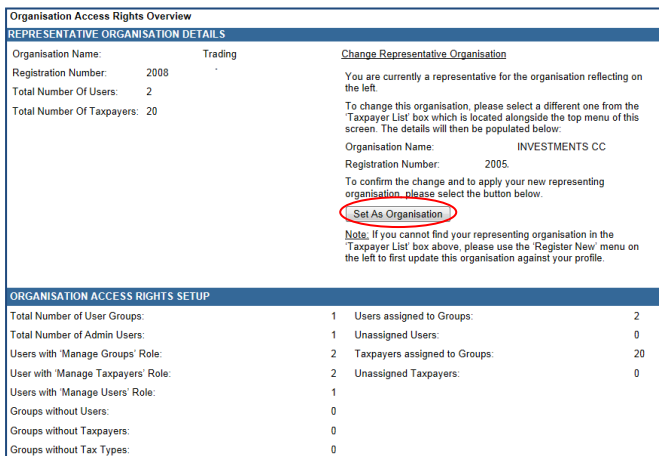 Organisation Access Rights Overview
REPRESENTATIVE ORGANISATION DETAILS
Organisation Name: Trading
Registration Number: 2008
Total Number Of Users: 2
Total Number Of Taxpayers: 20
Change Representative Organisation
You are currently a representative for the organisation reflecting on
the left.
To change this organisation, please select a different one from the
'Taxpayer List' box which is located alongside the top menu of this
screen. The details will then be populated below:
Organisation Name: INVESTMENTS CC
Registration Number: 2005.
To confirm the change and to apply your new representing
organisation, please select the button below.
Set As Organisation
Note: If you cannot find your representing organisation in the
'Taxpayer List' box above, please use the 'Register New' menu on
the left to first update this organisation against your profile.
ORGANISATION ACCESS RIGHTS SETUP
Total Number of User Groups: 1 Users assigned to Groups: 2
Total Number of Admin Users: 1 Unassigned Users: 0
Users with 'Manage Groups' Role: 2 Taxpayers assigned to Groups: 20
User with 'Manage Taxpayers' Role: 2 Unassigned Taxpayers: 0
Users with 'Manage Users' Role: 1
Groups without Users: 0
Groups without Taxpayers: 0
Groups without Tax Types: 0